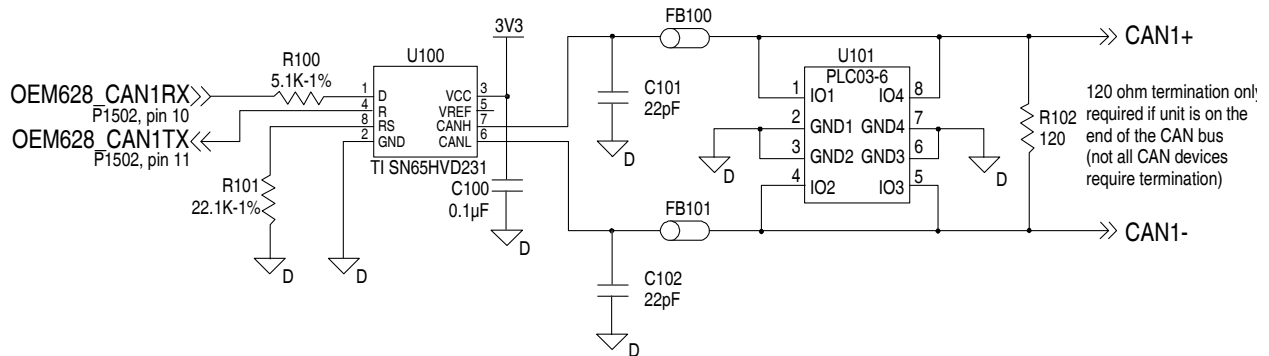 3V3
FB100
CAN1+
U100
R100
5.1K-1%
OEM628_CAN1RX
P1502, pin 10
OEM628_CAN1TX
P1502, pin 11
1 D
4 R
8 RS
2 GND
VCC 3
VREF 5
CANH 7
CANL 6
TI SN65HVD231
R101
22.1K-1%
C100
0.1µF
D
D
D
C101
22pF
D
U101
PLC03-6
1 IO1
2 GND1
3 GND2
4 IO2
IO4 8
GND4 7
GND3 6
IO3 5
D
D
R102
120
120 ohm termination only
required if unit is on the
end of the CAN bus
(not all CAN devices
require termination)
FB101
CAN1-
C102
22pF
D